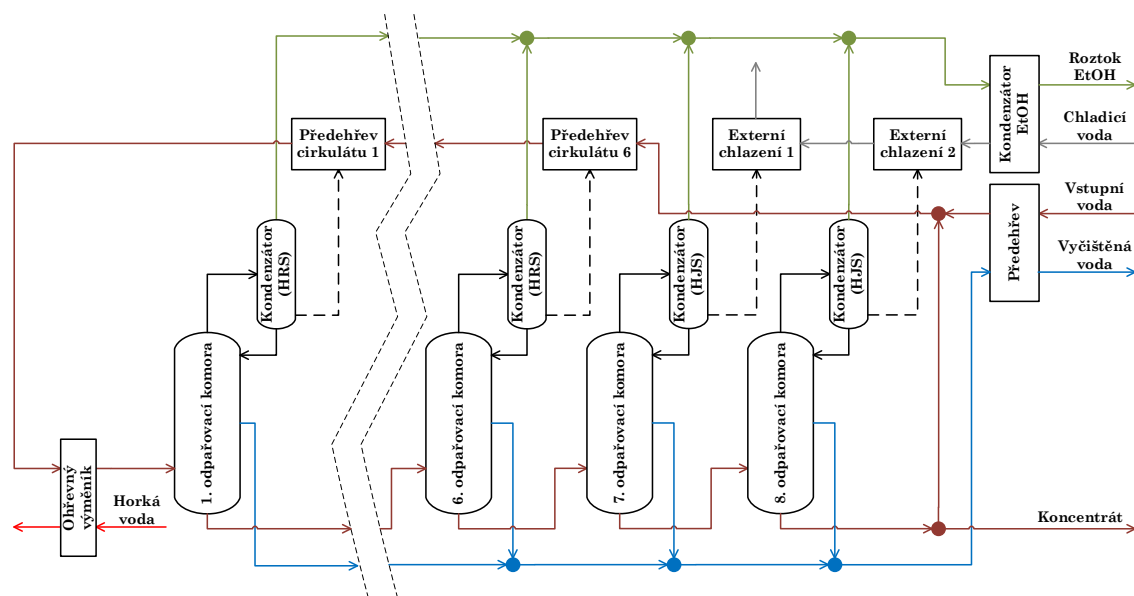 Roztok
EtOH
Kondenzátor
EtOH
Chladicí
voda
Předehřev
cirkulátu 1
Předehřev
cirkulátu 6
Externí
chlazení 1
Externí
chlazení 2
Vstupní
voda
Předehřev
Vyčištěná
voda
Kondenzátor
(HRS)
Kondenzátor
(HRS)
Kondenzátor
(HJS)
Kondenzátor
(HJS)
1. odpařovací komora
6. odpařovací komora
7. odpařovací komora
8. odpařovací komora
Ohřevný
výměník
Horká
voda
Koncentrát